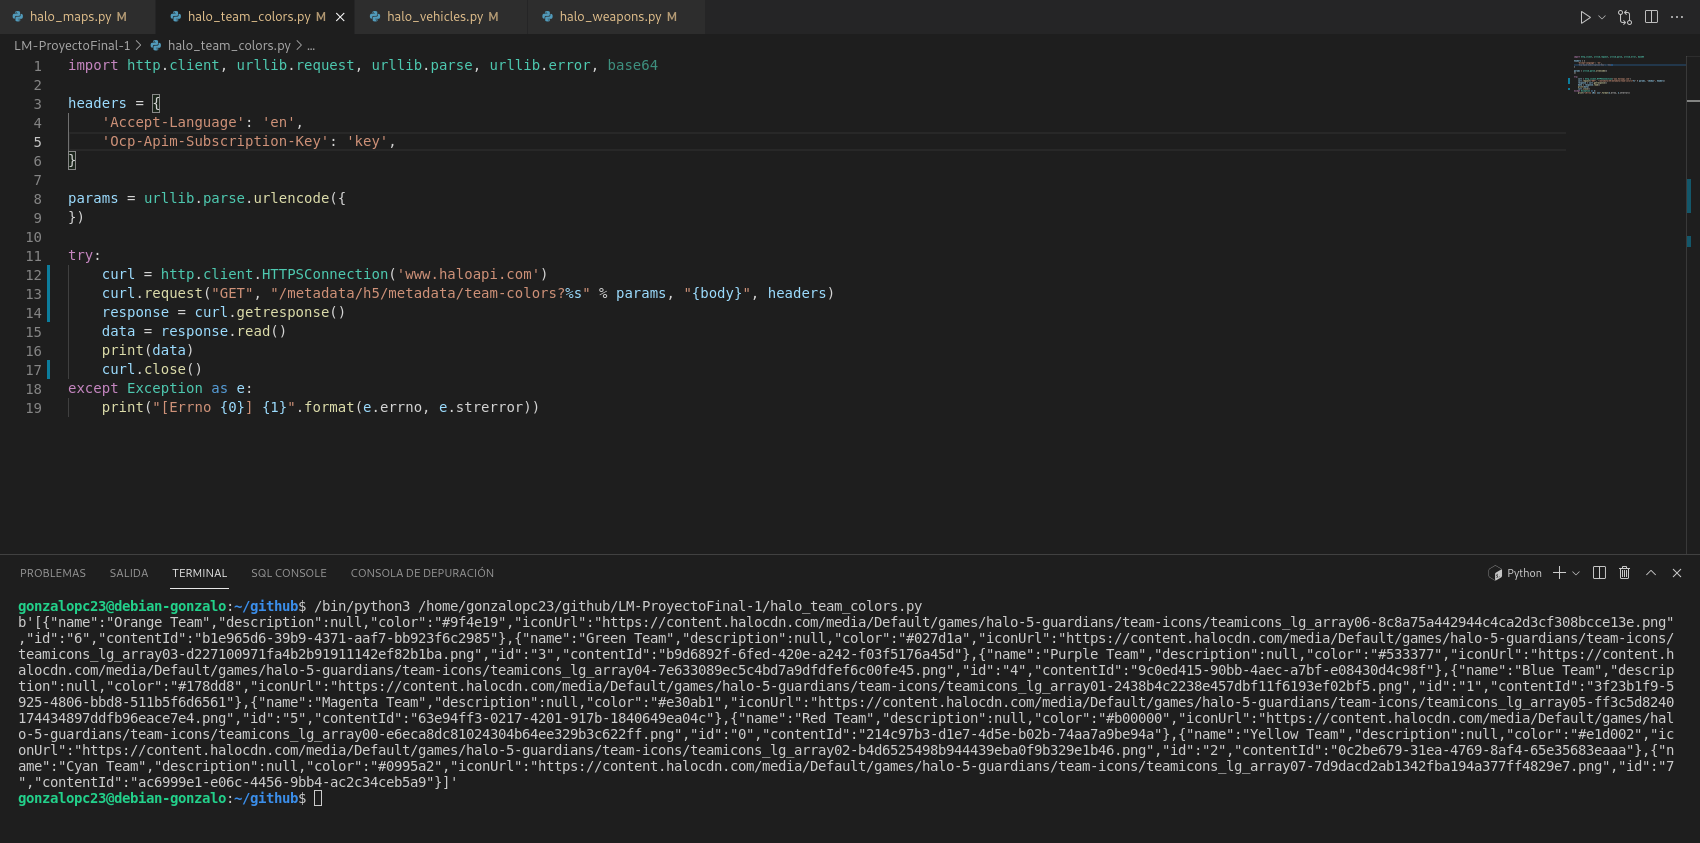 halo_maps.py M
halo_team_colors.py M
halo_vehicles.py M
halo_weapons.py M
LM-ProyectoFinal-1 > halo_team_colors.py > ...
1 import http.client, urllib.request, urllib.parse, urllib.error, base64
2
3 headers = {
4 'Accept-Language': 'en',
5 'Ocp-Apim-Subscription-Key': 'key',
6 }
7
8 params = urllib.parse.urlencode({
9 })
10
11 try:
12 curl = http.client.HTTPSConnection('www.haloapi.com')
13 curl.request("GET", "/metadata/h5/metadata/team-colors?%s" % params, "{body}", headers)
14 response = curl.getresponse()
15 data = response.read()
16 print(data)
17 curl.close()
18 except Exception as e:
19 print("[Errno {0}] {1}".format(e.errno, e.strerror))
PROBLEMAS SALIDA TERMINAL SQL CONSOLE CONSOLA DE DEPURACIÓN
Python
gonzalopc23@debian-gonzalo:~/github$ /bin/python3 /home/gonzalopc23/github/LM-ProyectoFinal-1/halo_team_colors.py
b'[{"name":"Orange Team","description":null,"color":"#9f4e19","iconUrl":"https://content.halocdn.com/media/Default/games/halo-5-guardians/team-icons/teamicons_lg_array06-8c8a75a442944c4ca2d3cf308bcce13e.png"
,"id":"6","contentId":"b1e965d6-39b9-4371-aaf7-bb923f6c2985"},{"name":"Green Team","description":null,"color":"#027d1a","iconUrl":"https://content.halocdn.com/media/Default/games/halo-5-guardians/team-icons/
teamicons_lg_array03-d227100971fa4b2b91911142ef82b1ba.png","id":"3","contentId":"b9d6892f-6fed-420e-a242-f03f5176a45d"},{"name":"Purple Team","description":null,"color":"#533377","iconUrl":"https://content.h
alocdn.com/media/Default/games/halo-5-guardians/team-icons/teamicons_lg_array04-7e633089ec5c4bd7a9dfdfef6c00fe45.png","id":"4","contentId":"9c0ed415-90bb-4aec-a7bf-e08430d4c98f"},{"name":"Blue Team","descrip
tion":null,"color":"#178dd8","iconUrl":"https://content.halocdn.com/media/Default/games/halo-5-guardians/team-icons/teamicons_lg_array01-2438b4c2238e457dbf11f6193ef02bf5.png","id":"1","contentId":"3f23b1f9-5
925-4806-bbd8-511b5f6d6561"},{"name":"Magenta Team","description":null,"color":"#e30ab1","iconUrl":"https://content.halocdn.com/media/Default/games/halo-5-guardians/team-icons/teamicons_lg_array05-ff3c5d8240
174434897ddfb96eace7e4.png","id":"5","contentId":"63e94ff3-0217-4201-917b-1840649ea04c"},{"name":"Red Team","description":null,"color":"#b00000","iconUrl":"https://content.halocdn.com/media/Default/games/hal
o-5-guardians/team-icons/teamicons_lg_array00-e6eca8dc81024304b64ee329b3c622ff.png","id":"0","contentId":"214c97b3-d1e7-4d5e-b02b-74aa7a9be94a"},{"name":"Yellow Team","description":null,"color":"#e1d002","ic
onUrl":"https://content.halocdn.com/media/Default/games/halo-5-guardians/team-icons/teamicons_lg_array02-b4d6525498b944439eba0f9b329e1b46.png","id":"2","contentId":"0c2be679-31ea-4769-8af4-65e35683eaaa"},{"n
ame":"Cyan Team","description":null,"color":"#0995a2","iconUrl":"https://content.halocdn.com/media/Default/games/halo-5-guardians/team-icons/teamicons_lg_array07-7d9dacd2ab1342fba194a377ff4829e7.png","id":"7
","contentId":"ac6999e1-e06c-4456-9bb4-ac2c34ceb5a9"}]'
gonzalopc23@debian-gonzalo:~/github$